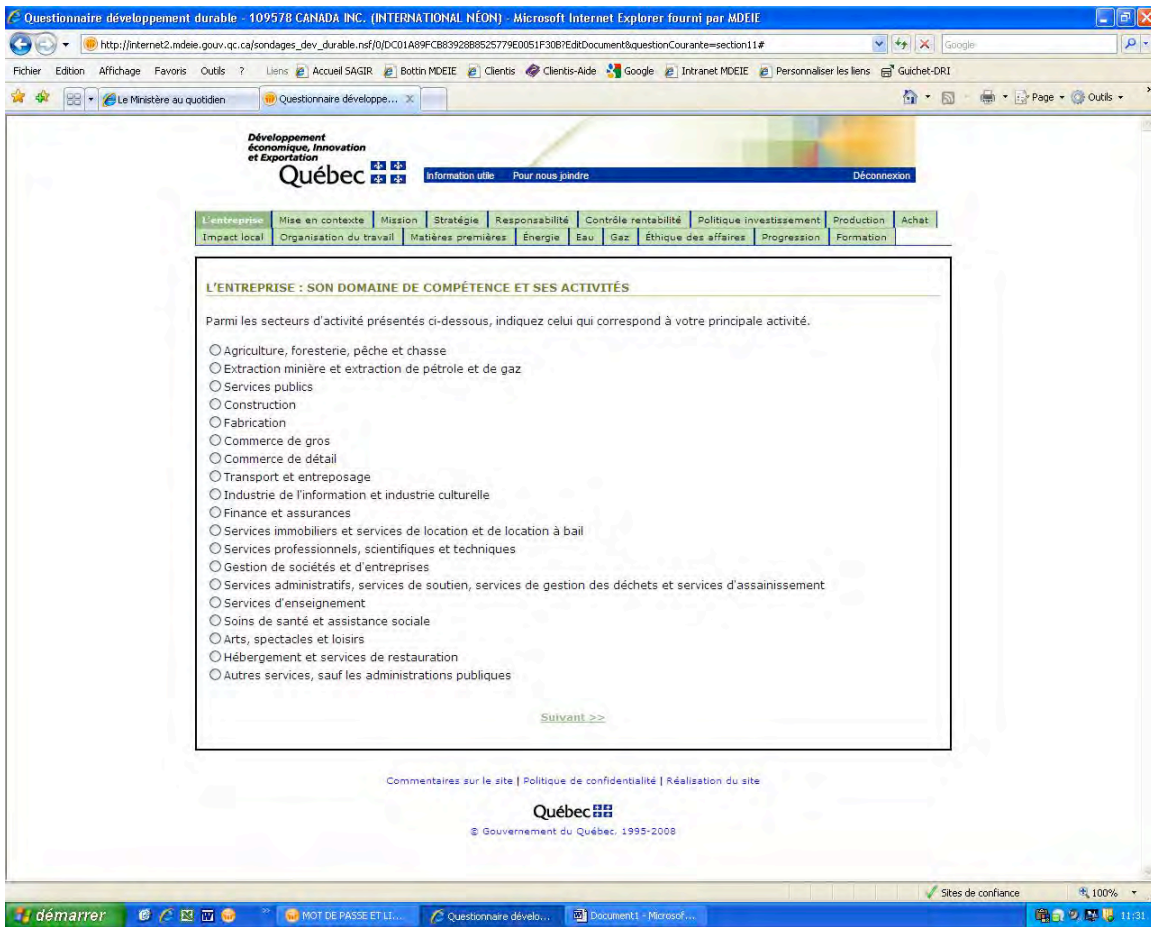 Questionnaire développement durable - 109578 CANADA INC. (INTERNATIONAL NÉON) - Microsoft Internet Explorer fourni par MDEIE
http://internet2.mdeie.gouv.qc.ca/sondages_dev_durable.nsf/0/DC01A89FCB83928B8525779E0051F30B?EditDocument&questionCourante=section11#
Google
Fichier Edition Affichage Favoris Outils ? Liens Accueil SAGIR Bottin MDEIE Clientis Clientis-Aide Google Intranet MDEIE Personnaliser les liens Guichet-DRI
Le Ministère au quotidien Questionnaire développe... Page Outils
Développement
économique, Innovation
et Exportation
Québec
Information utile Pour nous joindre Déconnexion
L'entreprise Mise en contexte Mission Stratégie Responsabilité Contrôle rentabilité Politique investissement Production Achat
Impact local Organisation du travail Matières premières Énergie Eau Gaz Éthique des affaires Progression Formation
L'ENTREPRISE : SON DOMAINE DE COMPÉTENCE ET SES ACTIVITÉS
Parmi les secteurs d'activité présentés ci-dessous, indiquez celui qui correspond à votre principale activité.
Agriculture, foresterie, pêche et chasse
Extraction minière et extraction de pétrole et de gaz
Services publics
Construction
Fabrication
Commerce de gros
Commerce de détail
Transport et entreposage
Industrie de l'information et industrie culturelle
Finance et assurances
Services immobiliers et services de location et de location à bail
Services professionnels, scientifiques et techniques
Gestion de sociétés et d'entreprises
Services administratifs, services de soutien, services de gestion des déchets et services d'assainissement
Services d'enseignement
Soins de santé et assistance sociale
Arts, spectacles et loisirs
Hébergement et services de restauration
Autres services, sauf les administrations publiques
Suivant >>
Commentaires sur le site | Politique de confidentialité | Réalisation du site
Québec
© Gouvernement du Québec, 1995-2008
Sites de confiance 100%
démarrer MOT DE PASSE ET LI... Questionnaire dévelo... Document1 - Microsof... 11:31